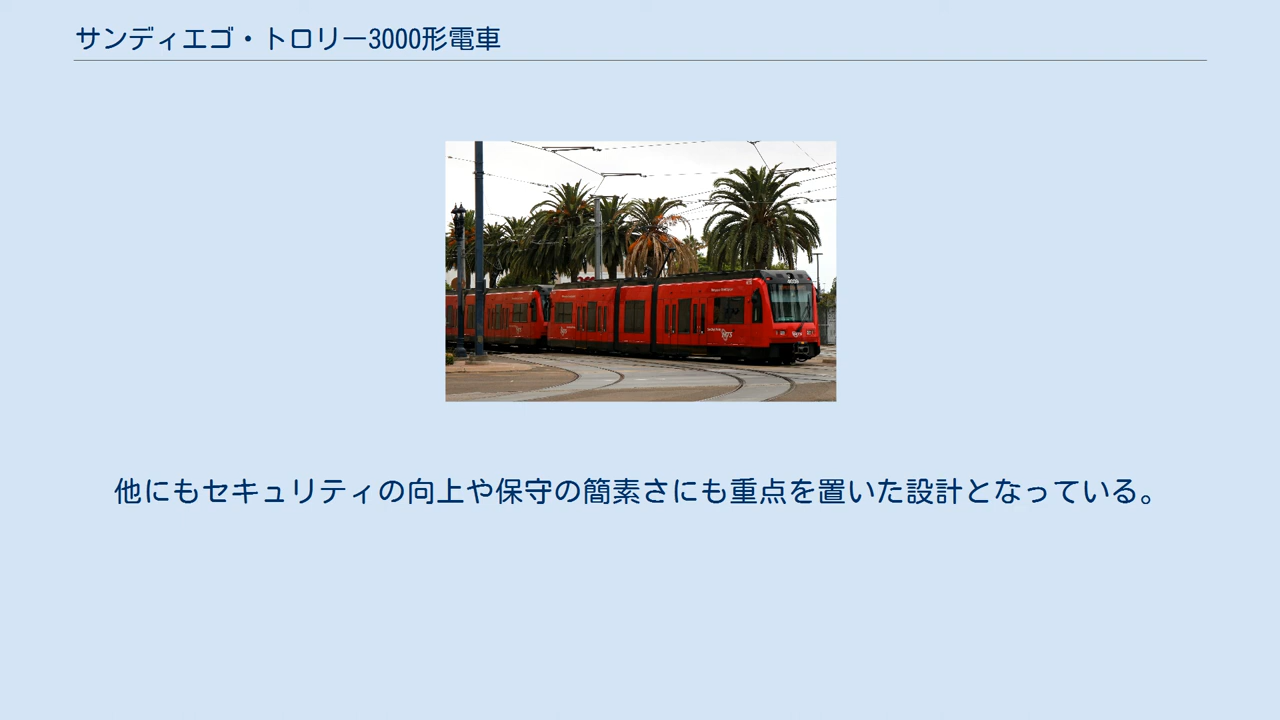 サンディエゴ・トロリー3000形電車
他にもセキュリティの向上や保守の簡素さにも重点を置いた設計となっている。